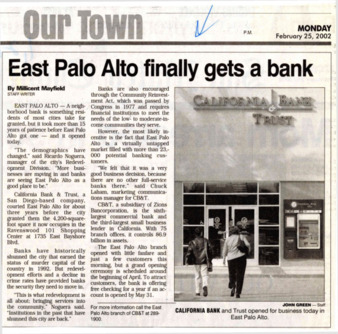 Our Town
P.M.
MONDAY
February 25, 2002
East Palo Alto finally gets a bank
By Millicent Mayfield
STAFF WRITER
EAST PALO ALTO — A neigh-
borhood bank is something resi-
dents of most cities take for
granted, but it took more than 15
years of patience before East Palo
Alto got one — and it opened
today.
"The demographics have
changed," said Ricardo Noguera,
manager of the city's Redevel-
opment Division. "More busi-
nesses are moving in and banks
are seeing East Palo Alto as a
good place to be."
California Bank & Trust, a
San Diego-based company,
courted East Palo Alto for about
three years before the city
granted them the 4,200-square-
foot space it now occupies in the
Ravenswood 101 Shopping
Center at 1735 East Bayshore
Blvd.
Banks have historically
shunned the city that earned the
status of murder capital of the
country in 1992. But redevel-
opment efforts and a decline in
crime rates have provided banks
the security they need to move in.
"This is what redevelopment is
all about: bringing services into
the community," Noguera said.
"Institutions in the past that have
shunned this city are back."
Banks are also encouraged
through the Community Reinvest-
ment Act, which was passed by
Congress in 1977 and requires
financial institutions to meet the
needs of the low- to moderate-in-
come communities they serve.
However, the most likely in-
centive is the fact that East Palo
Alto is a virtually untapped
market filled with more than 23,-
000 potential banking cus-
tomers.
"We felt that it was a very
good business decision, because
there are no other full-service
banks there," said Chuck
Laham, marketing communica-
tions manager for CB&T.
CB&T, a subsidiary of Zions
Bancorporation, is the sixth-
largest commercial bank and
the third-largest small business
lender in California. With 75
branch offices, it controls $6.9
billion in assets.
The East Palo Alto branch
opened with little fanfare and
just a few customers this
morning, but a grand opening
ceremony is scheduled around
the beginning of April. To attract
customers, the bank is offering
free checking for a year if an ac-
count is opened by May 31.
For more information call the East
Palo Alto branch of CB&T at 289-
1900.
CALIFORNIA BANK
TRUST
JOHN GREEN — Staff
CALIFORNIA BANK and Trust opened for business today in
East Palo Alto.